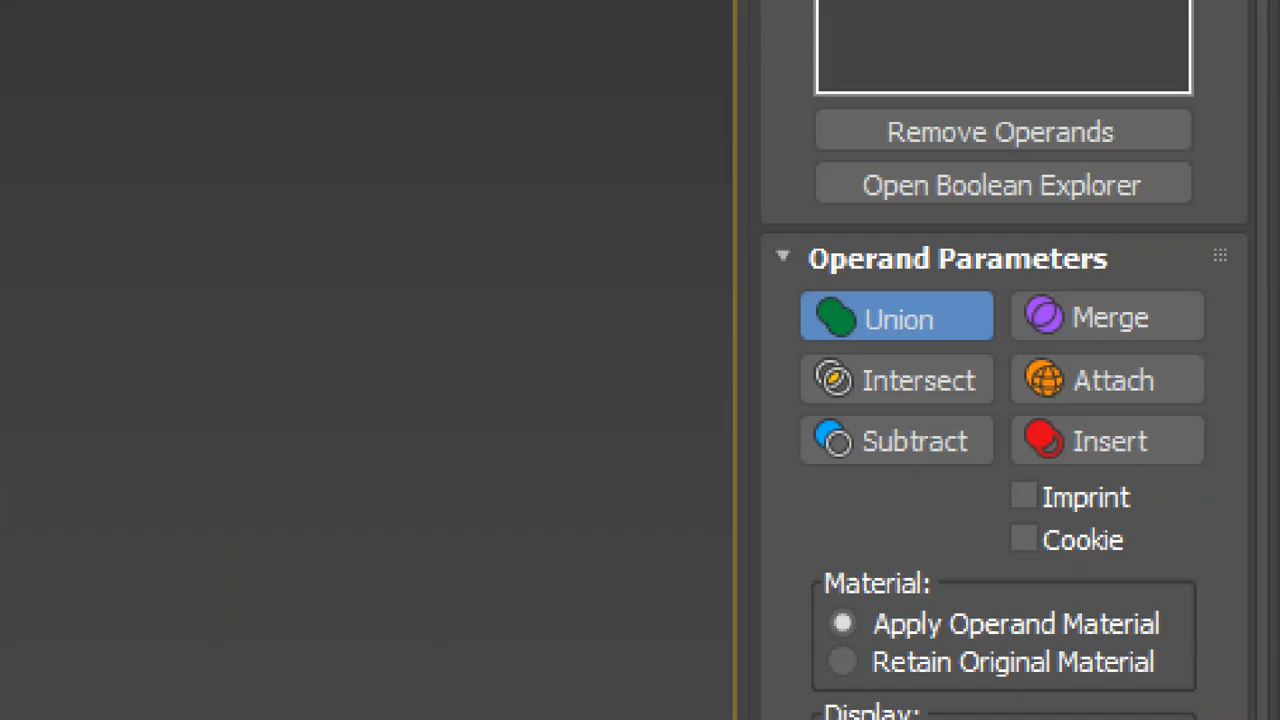 Remove Operands
Open Boolean Explorer
Operand Parameters
Union Merge
Intersect Attach
Subtract Insert
Imprint
Cookie
Material:
Apply Operand Material
Retain Original Material
Display: